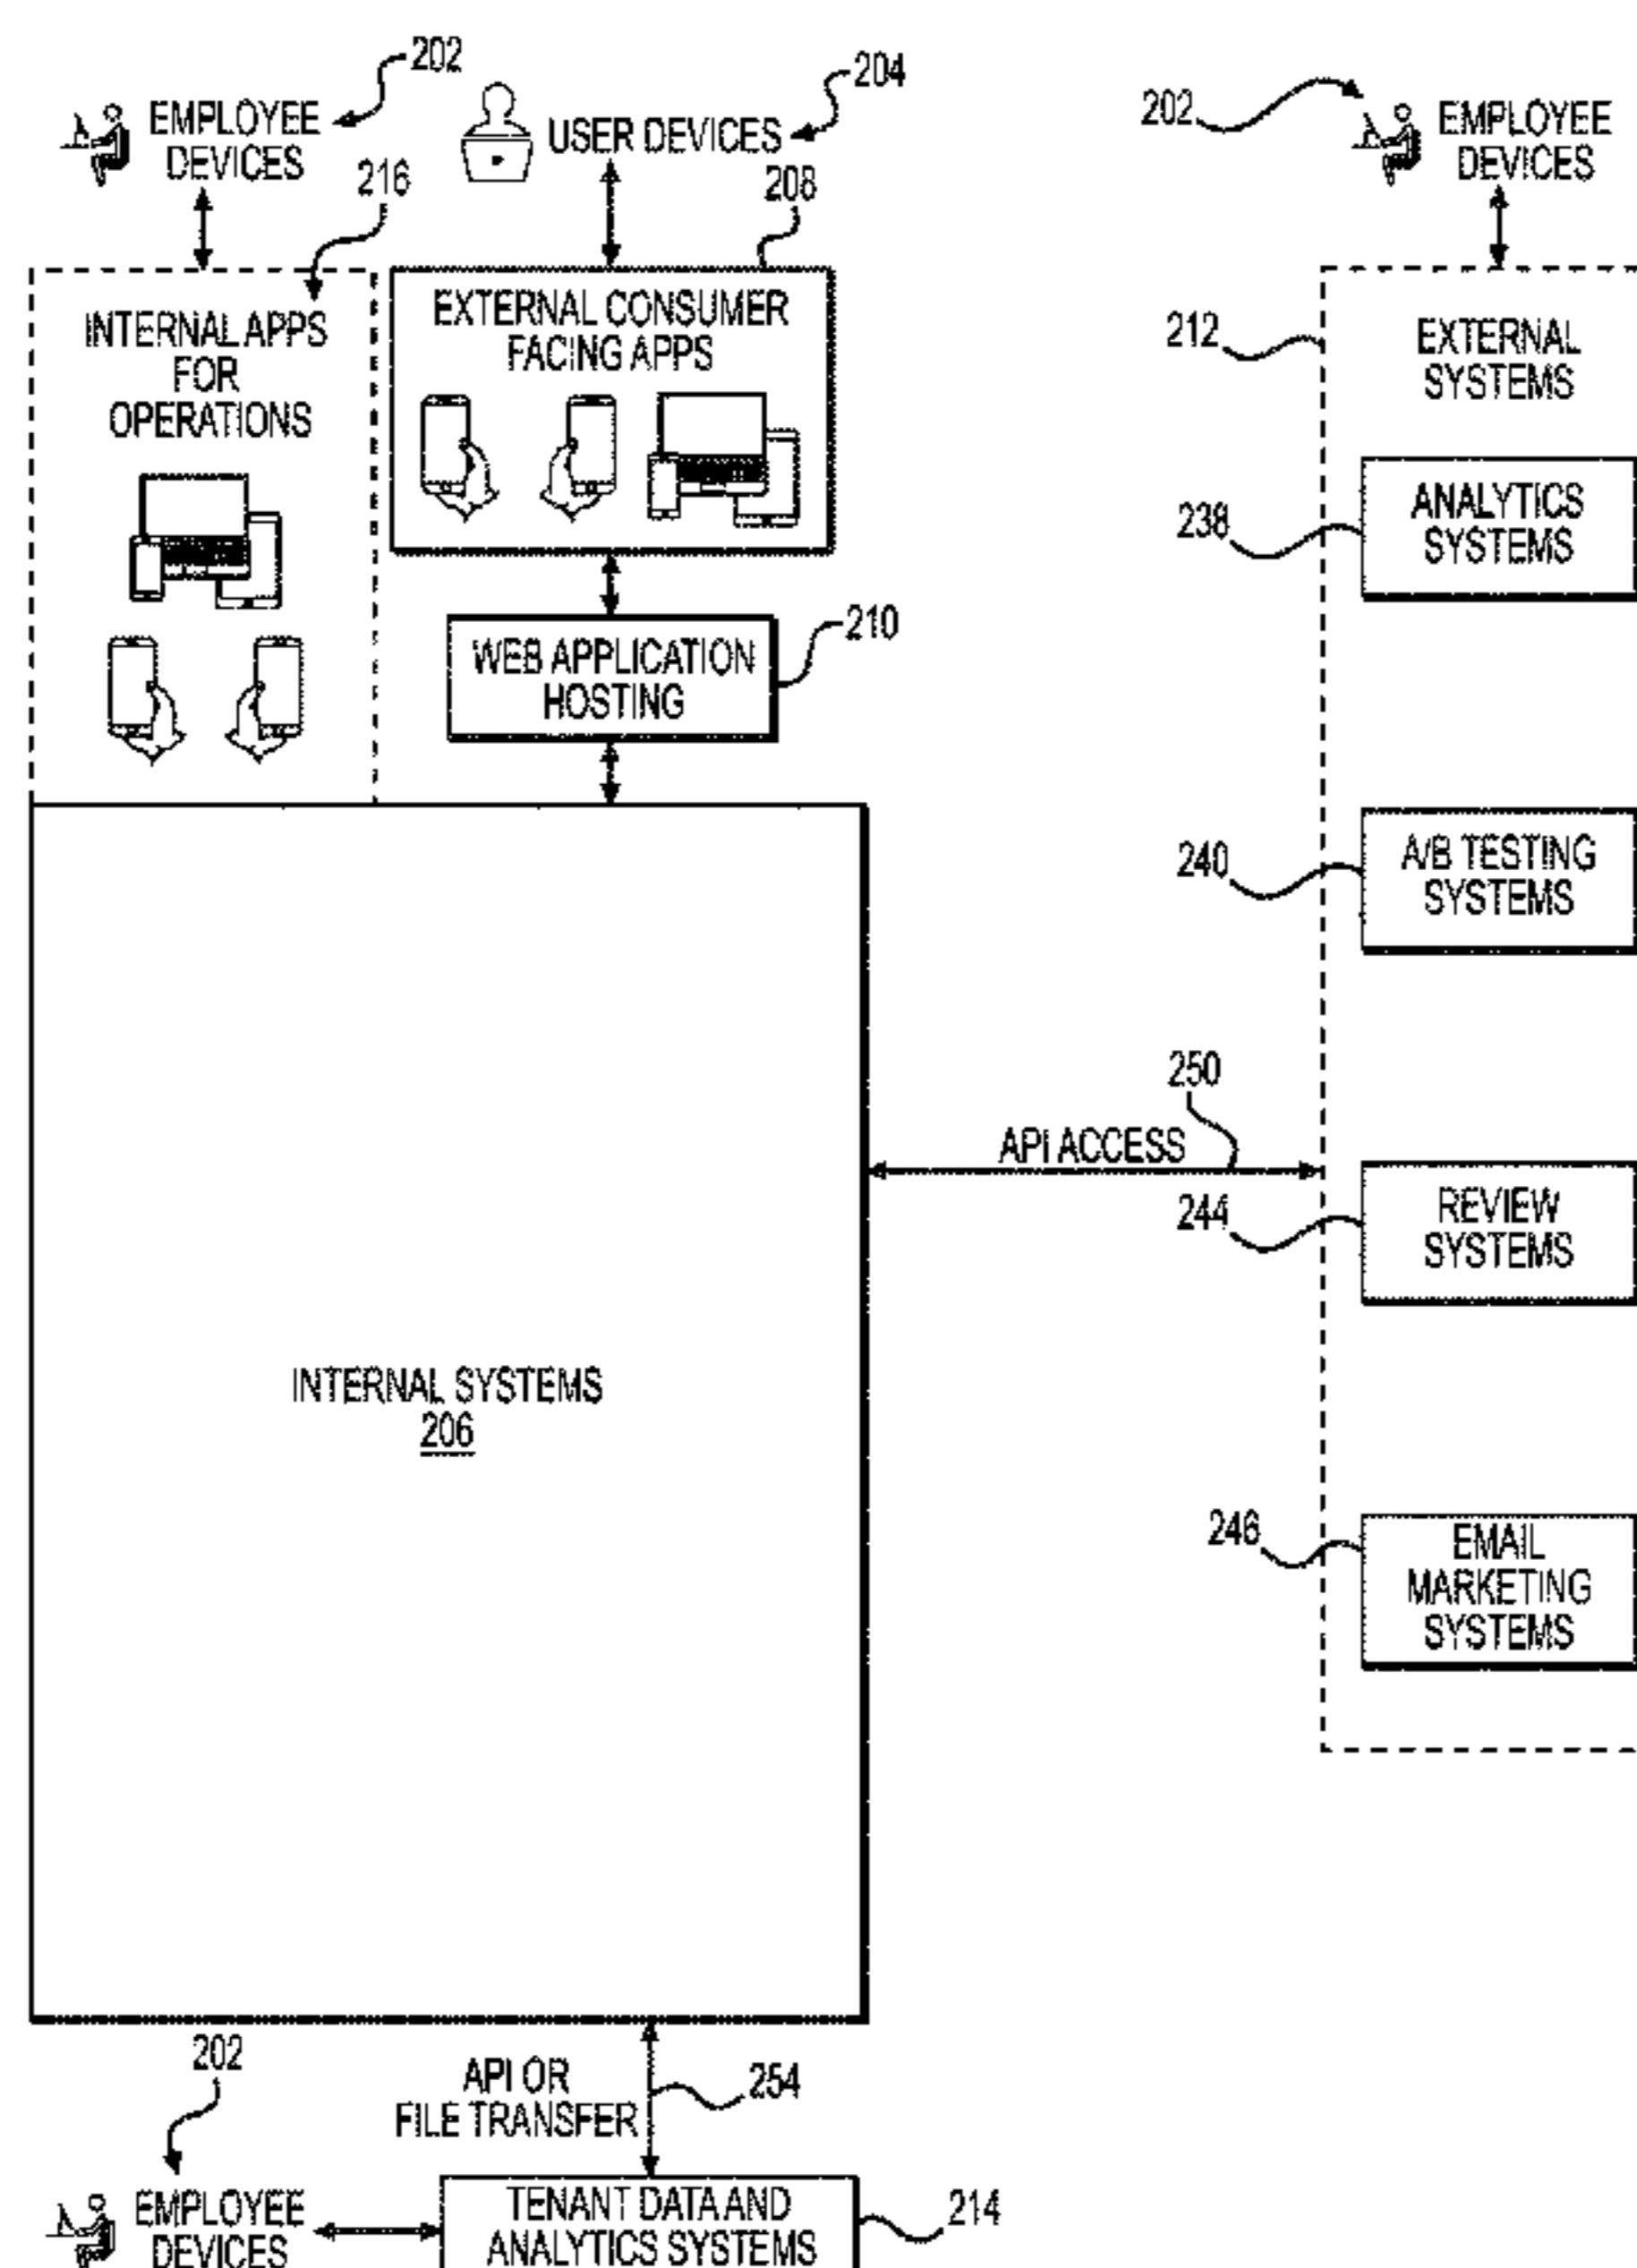 202
EMPLOYEE
DEVICES
216
204
USER DEVICES
208
202
EMPLOYEE
DEVICES
INTERNAL APPS
FOR
OPERATIONS
EXTERNAL CONSUMER
FACING APPS
212
EXTERNAL
SYSTEMS
238
ANALYTICS
SYSTEMS
WEB APPLICATION
HOSTING
210
240
A/B TESTING
SYSTEMS
250
API ACCESS
244
REVIEW
SYSTEMS
INTERNAL SYSTEMS
206
246
EMAIL
MARKETING
SYSTEMS
202
API OR
FILE TRANSFER
254
EMPLOYEE
DEVICES
TENANT DATA AND
ANALYTICS SYSTEMS
214